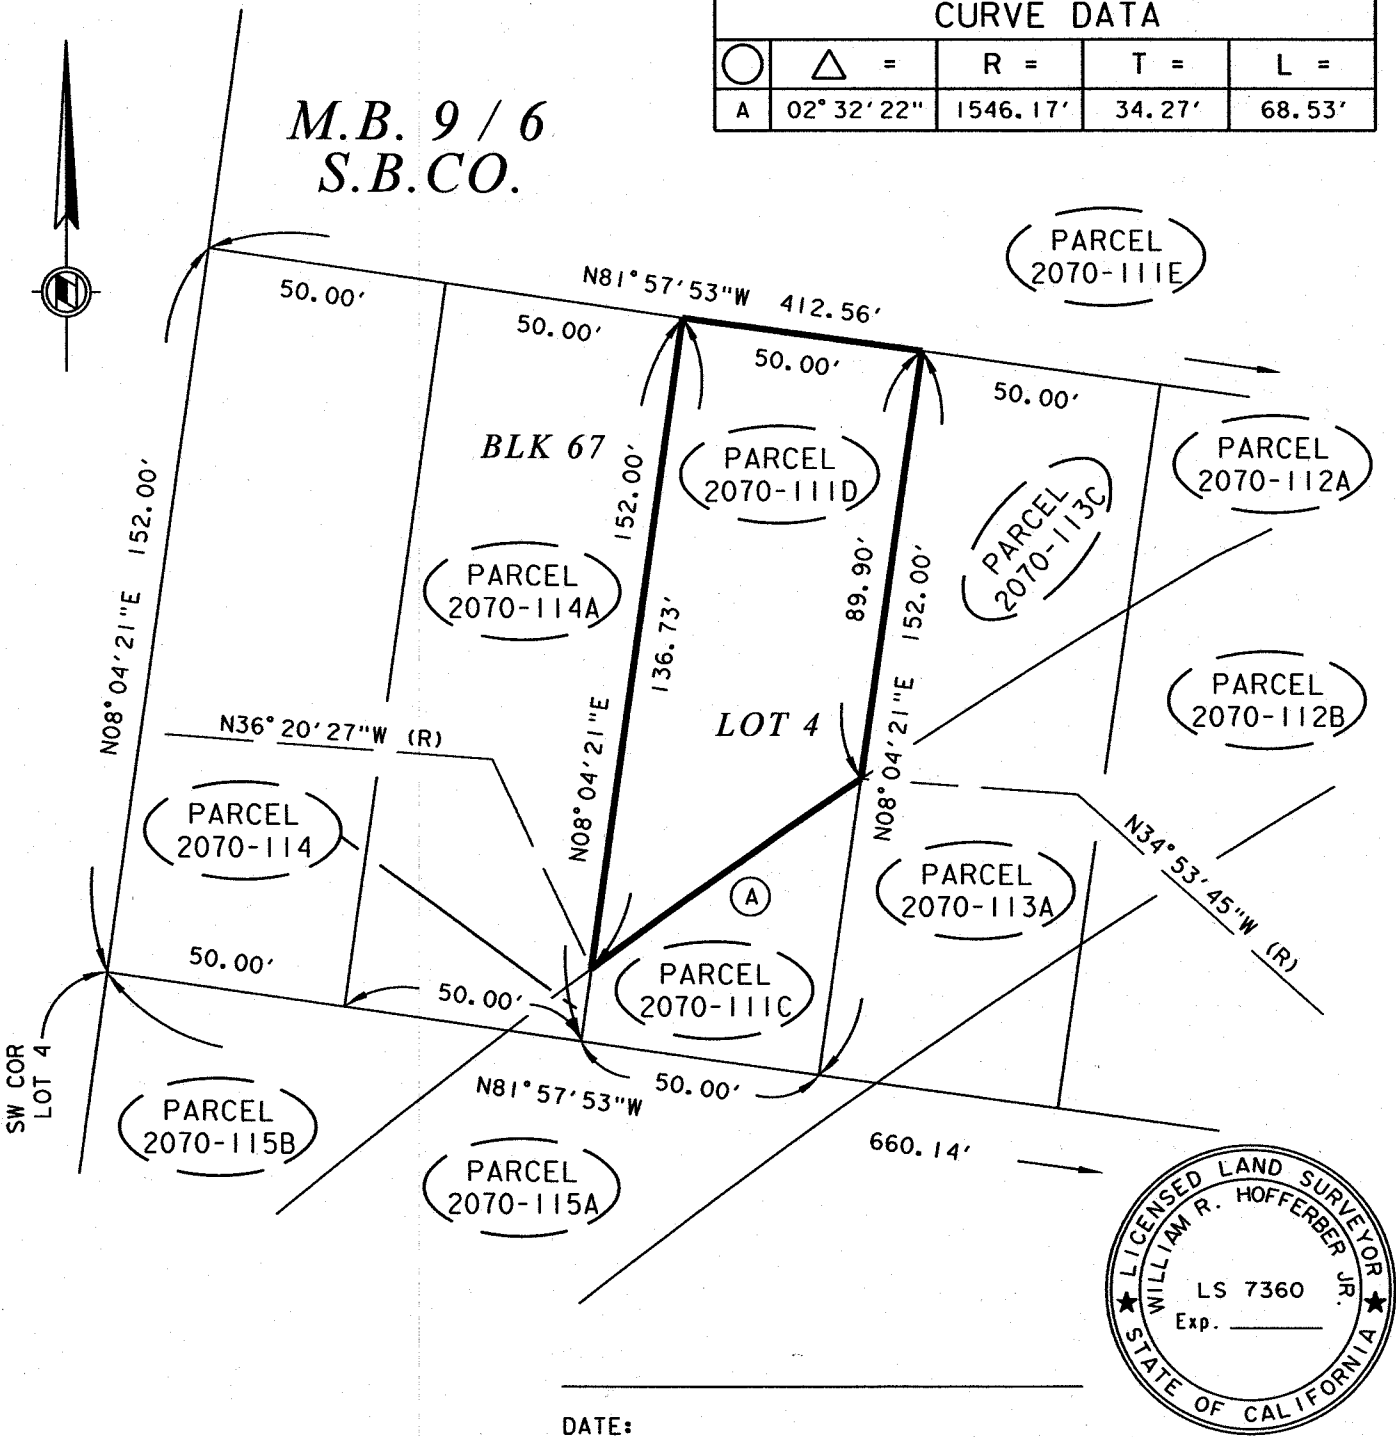 CURVE DATA
△ = R = T = L =
A 02°32'22" 1546.17' 34.27' 68.53'
M.B. 9 / 6
S.B.CO.
PARCEL
2070-111E
N81°57'53"W 412.56'
50.00'
50.00'
50.00'
50.00'
BLK 67
PARCEL
2070-111D
PARCEL
2070-112A
PARCEL
2070-113C
N08°04'21"E 152.00'
152.00'
N08°04'21"E
136.73'
89.90'
N08°04'21"E 152.00'
PARCEL
2070-114A
LOT 4
PARCEL
2070-112B
N36°20'27"W (R)
PARCEL
2070-114
N34°53'45"W (R)
A
PARCEL
2070-113A
50.00'
50.00'
PARCEL
2070-111C
SW COR
LOT 4
50.00'
N81°57'53"W
660.14'
PARCEL
2070-115B
PARCEL
2070-115A
LICENSED LAND SURVEYOR
WILLIAM R. HOFFERBER JR.
LS 7360
Exp.
STATE OF CALIFORNIA
DATE: